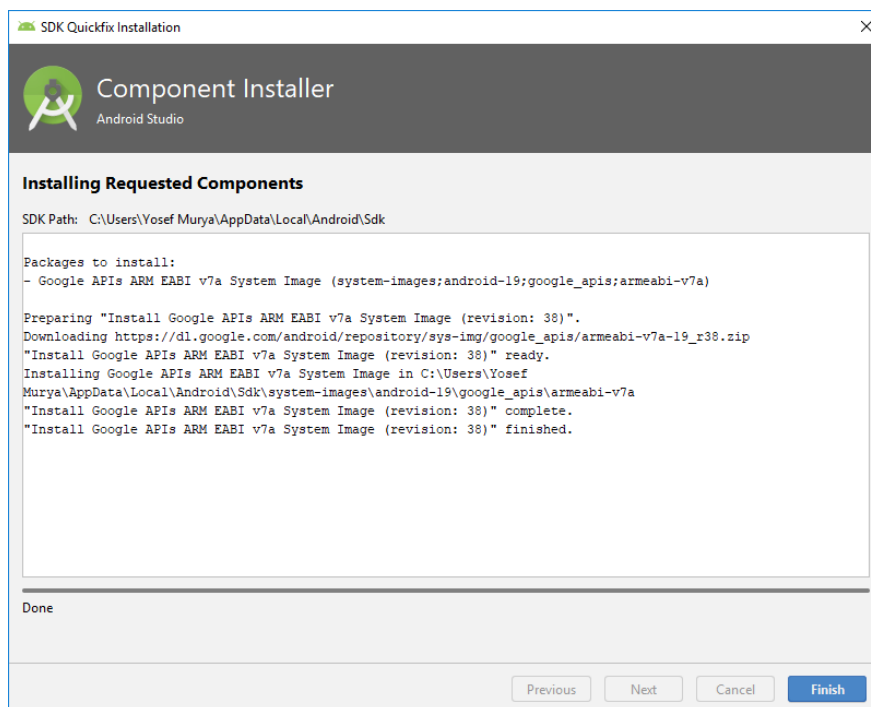 SDK Quickfix Installation
Component Installer
Android Studio
Installing Requested Components
SDK Path: C:\Users\Yosef Murya\AppData\Local\Android\Sdk
Packages to install:
- Google APIs ARM EABI v7a System Image (system-images;android-19;google_apis;armeabi-v7a)
Preparing "Install Google APIs ARM EABI v7a System Image (revision: 38)".
Downloading https://dl.google.com/android/repository/sys-img/google_apis/armeabi-v7a-19_r38.zip
"Install Google APIs ARM EABI v7a System Image (revision: 38)" ready.
Installing Google APIs ARM EABI v7a System Image in C:\Users\Yosef
Murya\AppData\Local\Android\Sdk\system-images\android-19\google_apis\armeabi-v7a
"Install Google APIs ARM EABI v7a System Image (revision: 38)" complete.
"Install Google APIs ARM EABI v7a System Image (revision: 38)" finished.
Done
Previous Next Cancel Finish